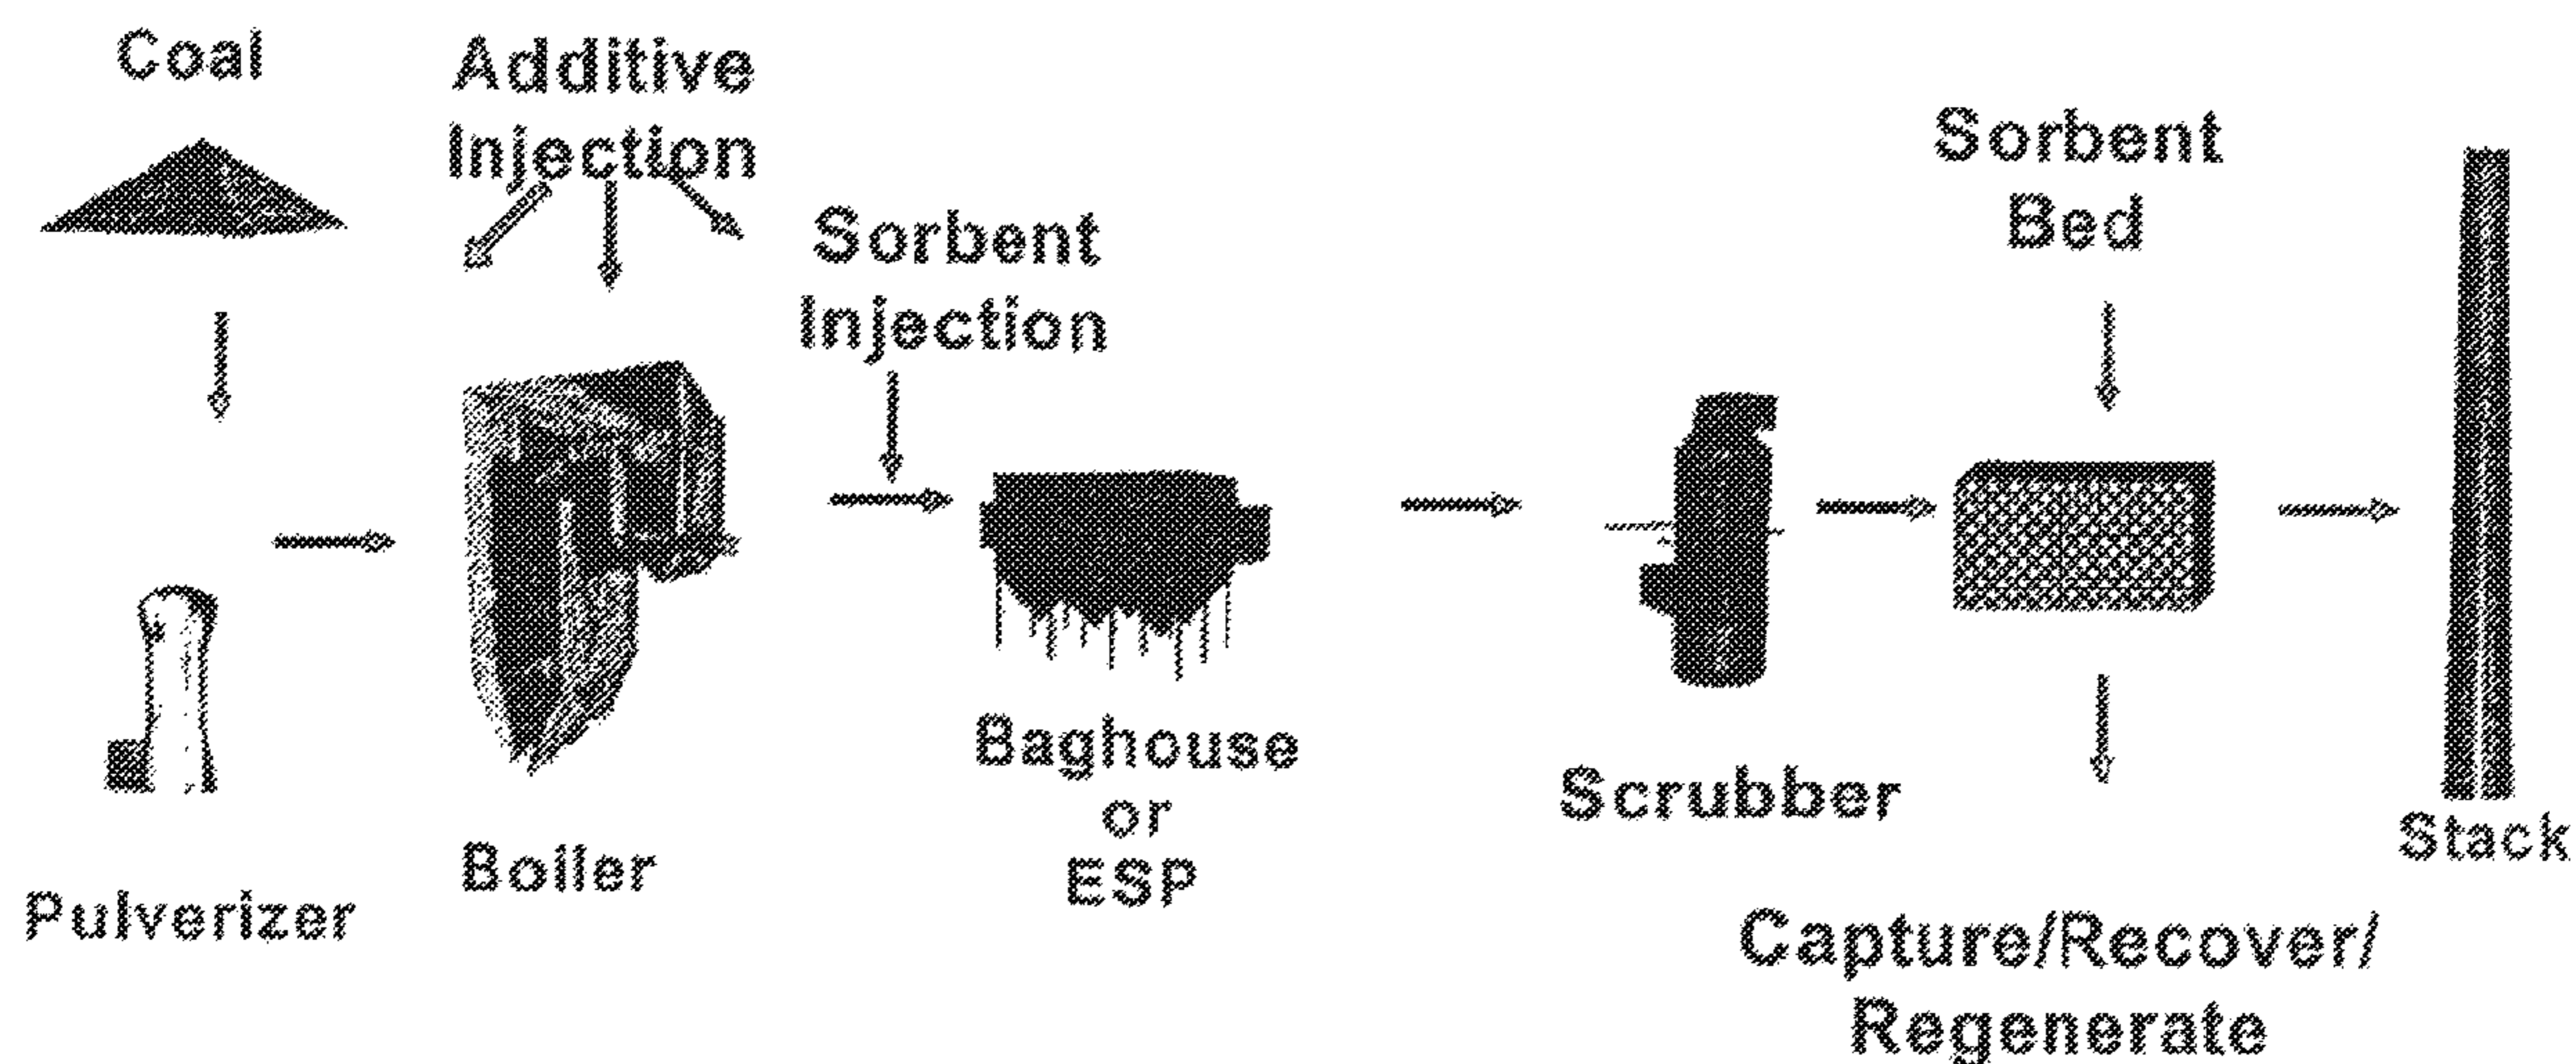 Coal
Additive
Injection
Sorbent
Injection
Sorbent
Bed
Pulverizer
Boiler
Baghouse
or
ESP
Scrubber
Stack
Capture/Recover/
Regenerate